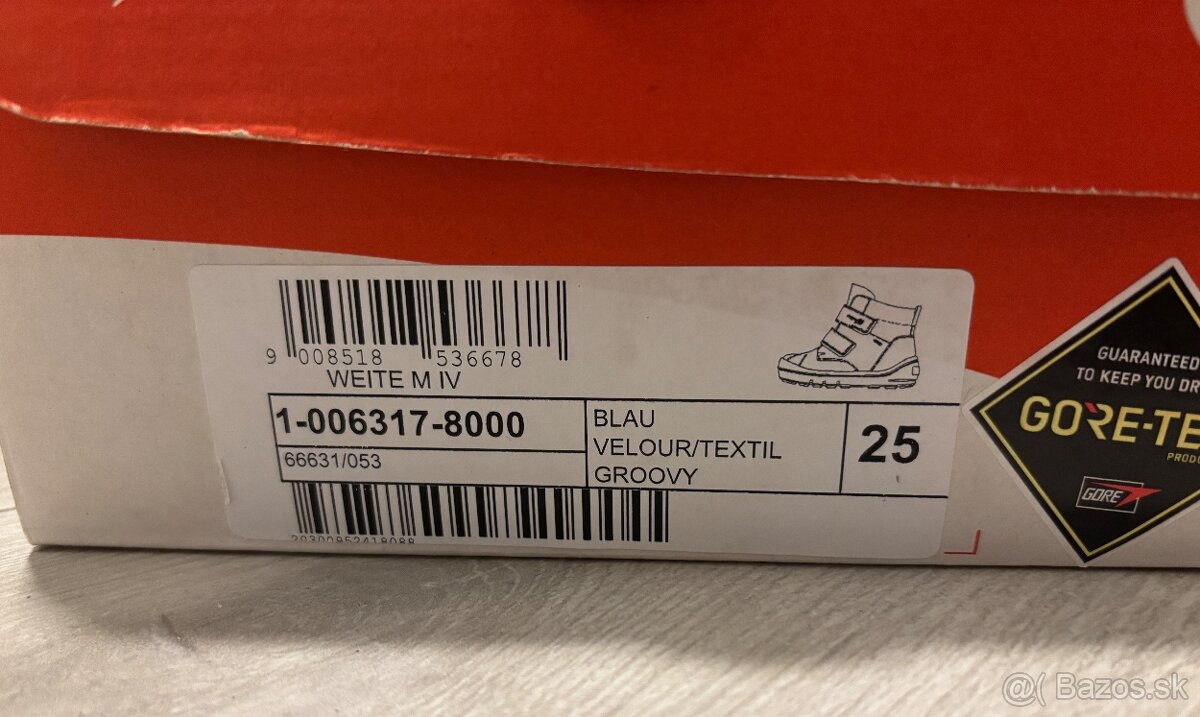 9 008518 536678
WEITE M IV
1-006317-8000
66631/053
BLAU
VELOUR/TEXTIL
GROOVY
25
GUARANTEED
TO KEEP YOU
GORE-TE
GORE
@( Bazos.sk